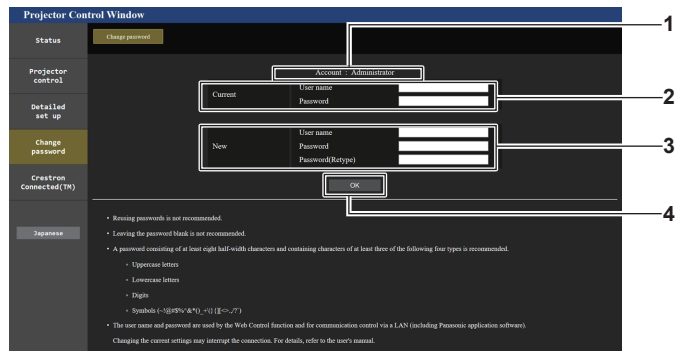 Projector Control Window
1
Status
Change password
Projector
control
Account : Administrator
Current
User name
Password
2
Detailed
set up
Change
password
New
User name
Password
Password(Retype)
3
Crestron
Connected(TM)
OK
4
Japanese
• Reusing passwords is not recommended.
• Leaving the password blank is not recommended.
• A password consisting of at least eight half-width characters and containing characters of at least three of the following four types is recommended.
Uppercase letters
Lowercase letters
Digits
Symbols
• The user name and password are used by the Web Control function and for communication control via a LAN (including Panasonic application software).
Changing the current settings may interrupt the connection. For details, refer to the user's manual.